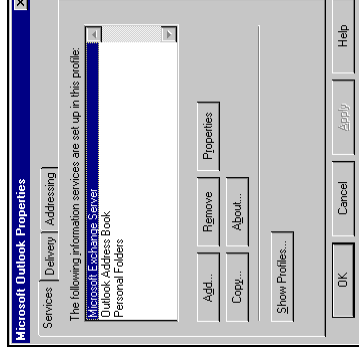 Microsoft Outlook Properties
Services Delivery Addressing
The following information services are set up in this profile:
Microsoft Exchange Server
Outlook Address Book
Personal Folders
Add... Remove Properties
Copy... About...
Show Profiles...
OK Cancel Apply Help